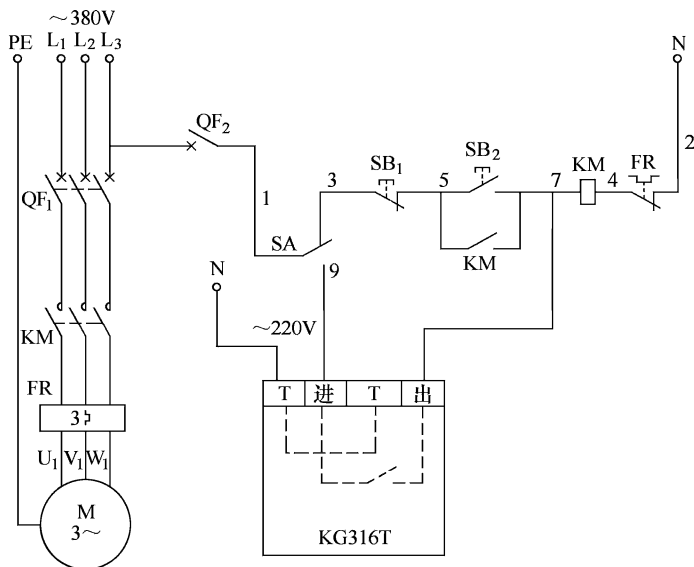 ~380V
PE L₁ L₂ L₃
N
QF₂
2
SB₁ SB₂
KM FR
3 5 7 4
QF₁
1
SA
KM
9
N
~220V
KM
T 进 T 出
FR
3
U₁ V₁ W₁
M
3~
KG316T